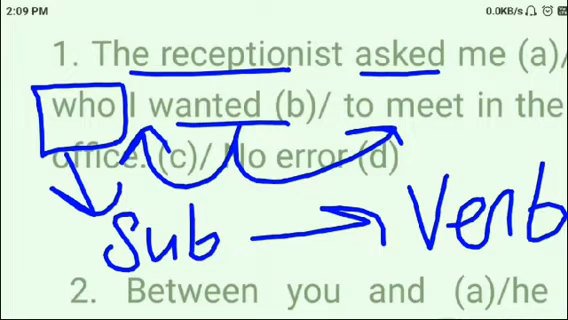 2:09 PM 0.0KB/s
1. The receptionist asked me (a)/
who I wanted (b)/ to meet in the
office. (c)/ No error (d)
Sub Verb
2. Between you and (a)/he